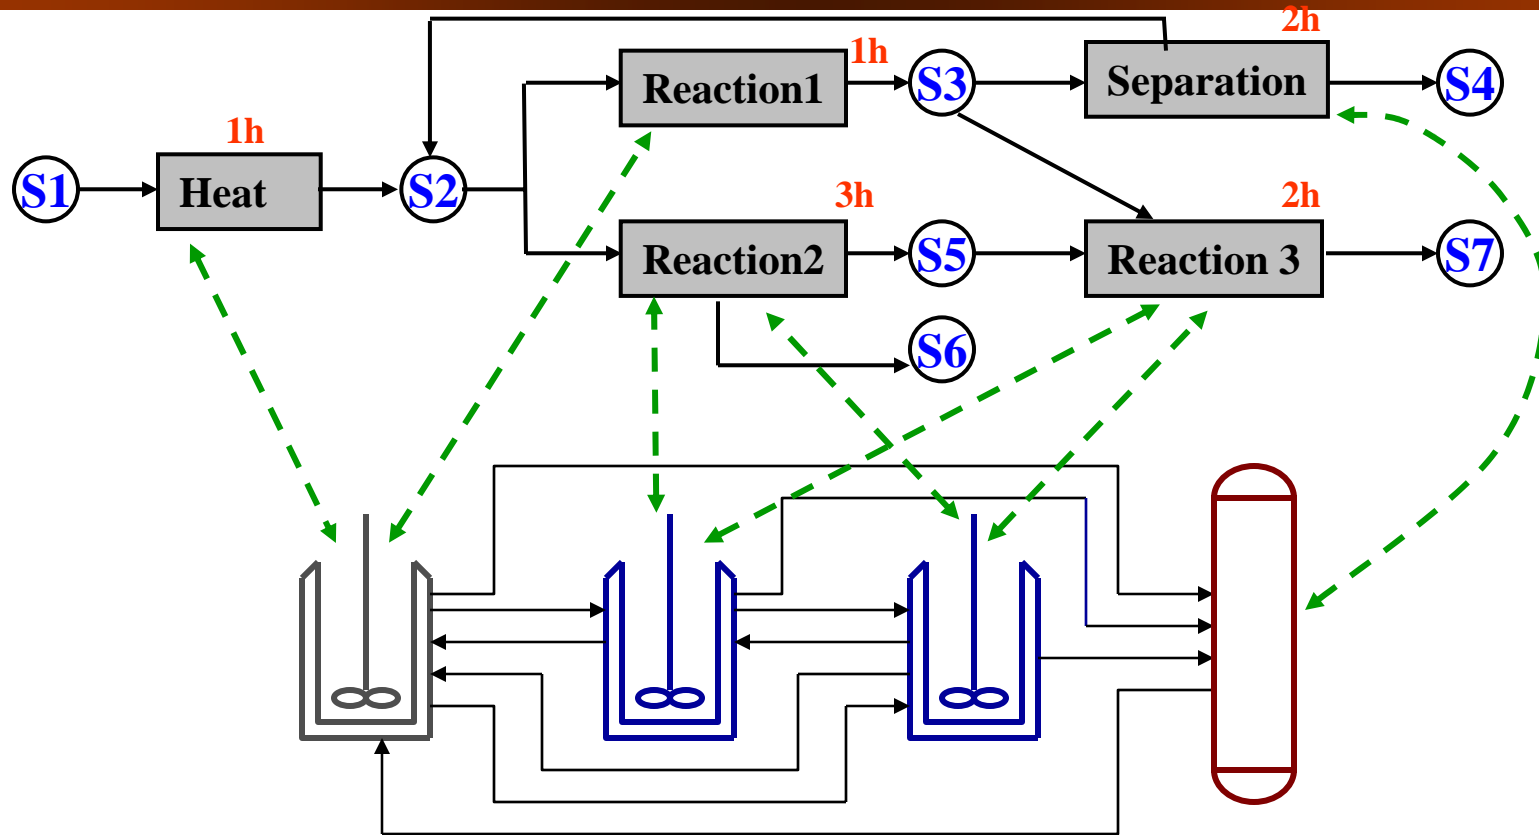 2h
1h
Reaction1
S3
Separation
S4
1h
S1
Heat
S2
3h
2h
Reaction2
S5
Reaction 3
S7
S6